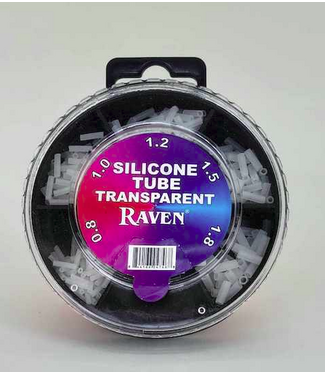 1.2
1.0
1.5
SILICONE
TUBE
TRANSPARENT
0.8
RAVEN®
1.8